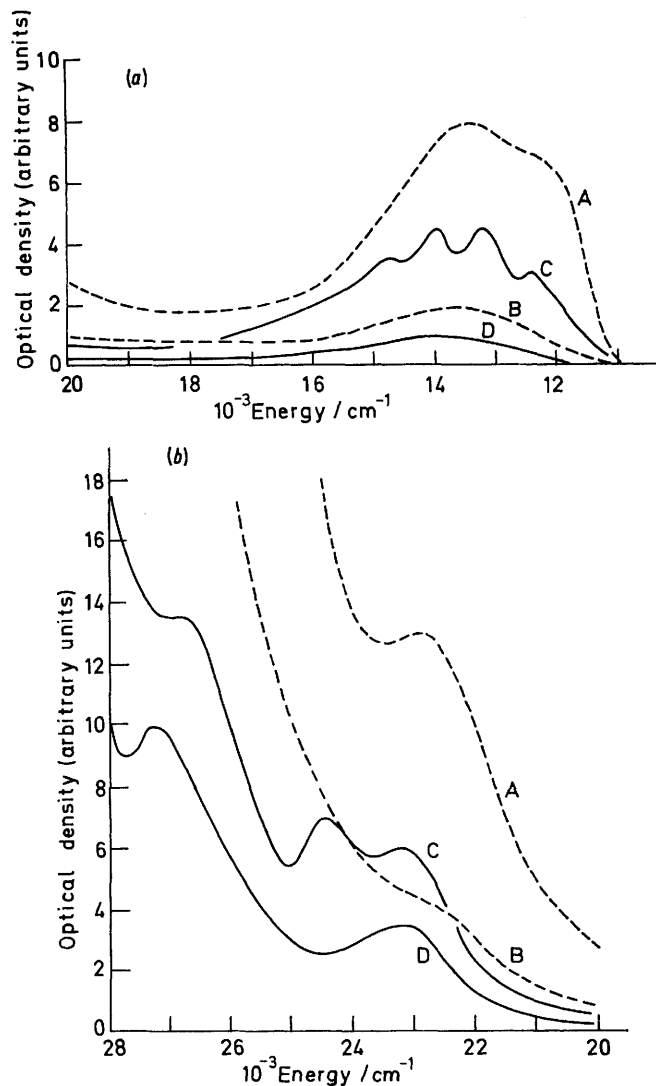 (a)
Optical density (arbitrary units)
10
8
6
4
2
0
A
C
B
D
20 18 16 14 12
10⁻³Energy / cm⁻¹
(b)
Optical density (arbitrary units)
18
16
14
12
10
8
6
4
2
0
A
C
B
D
28 26 24 22 20
10⁻³Energy / cm⁻¹